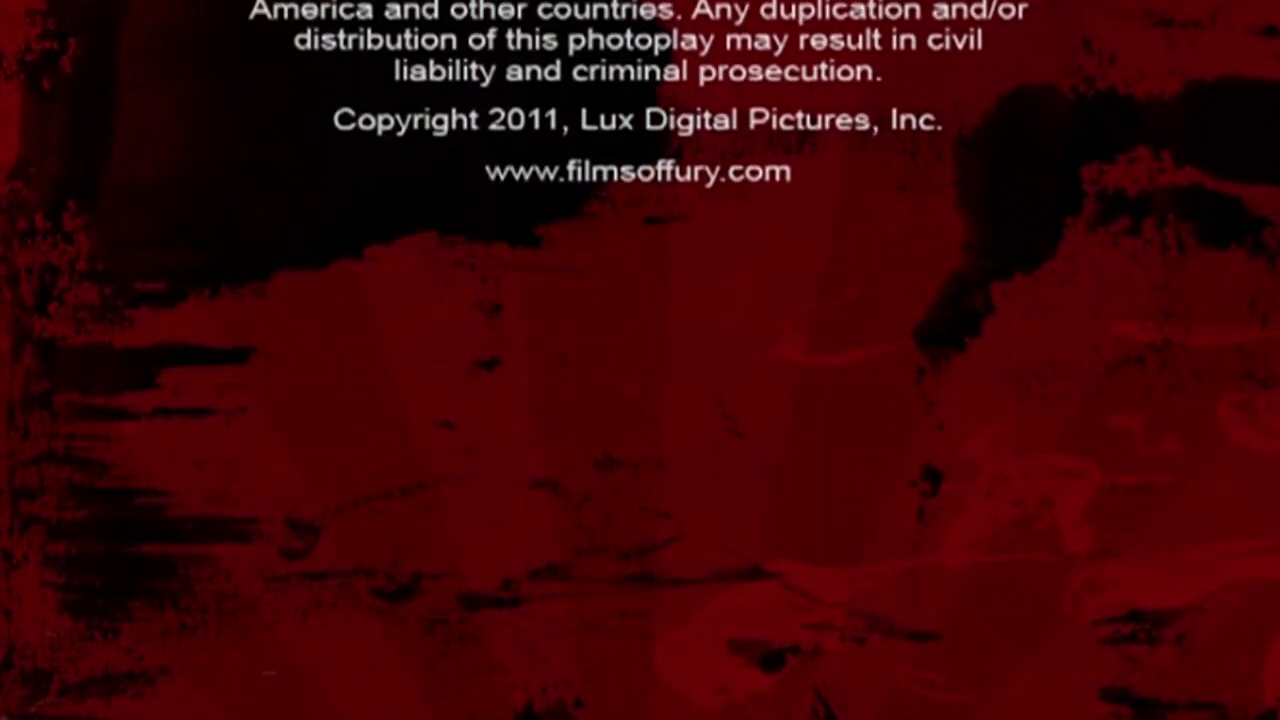 America and other countries. Any duplication and/or
distribution of this photoplay may result in civil
liability and criminal prosecution.
Copyright 2011, Lux Digital Pictures, Inc.
www.filmsoffury.com